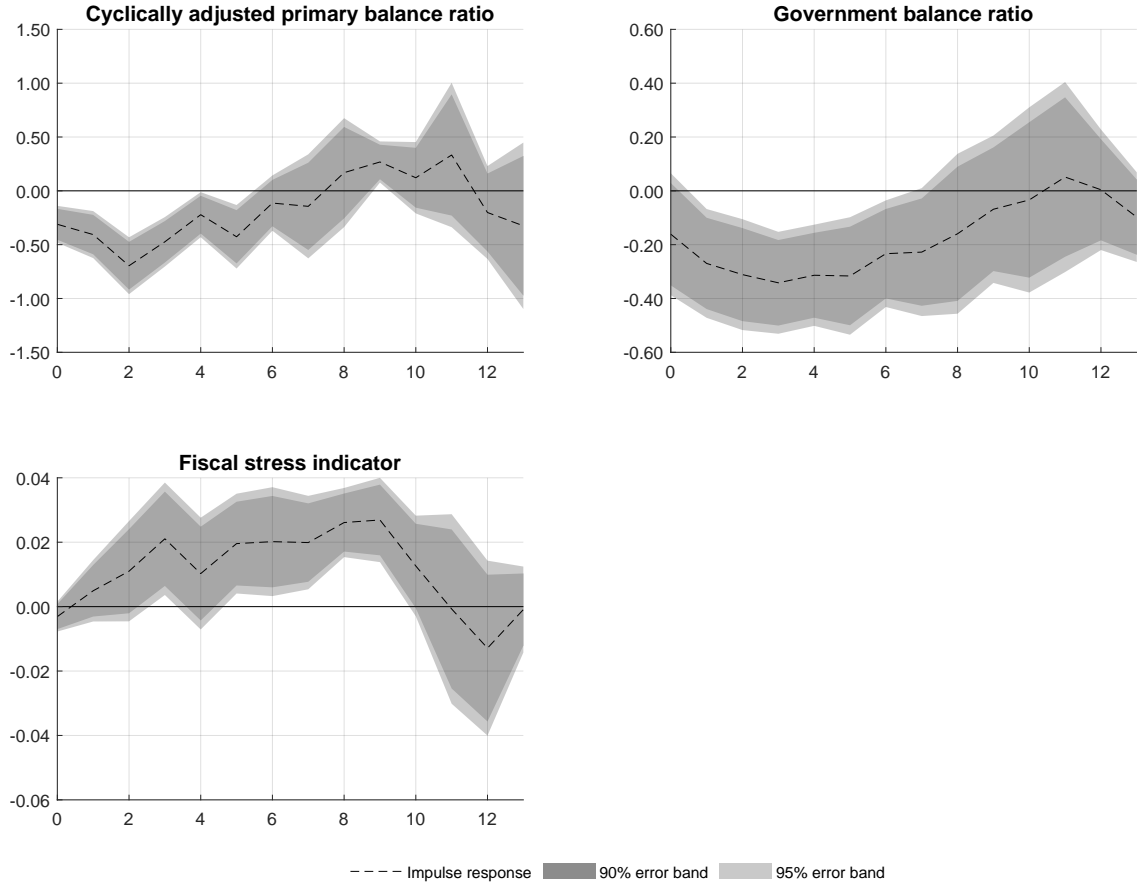 Cyclically adjusted primary balance ratio
1.50
1.00
0.50
0.00
-0.50
-1.00
-1.50
0 2 4 6 8 10 12
Government balance ratio
0.60
0.40
0.20
0.00
-0.20
-0.40
-0.60
0 2 4 6 8 10 12
Fiscal stress indicator
0.04
0.02
0.00
-0.02
-0.04
-0.06
0 2 4 6 8 10 12
Impulse response 90% error band 95% error band